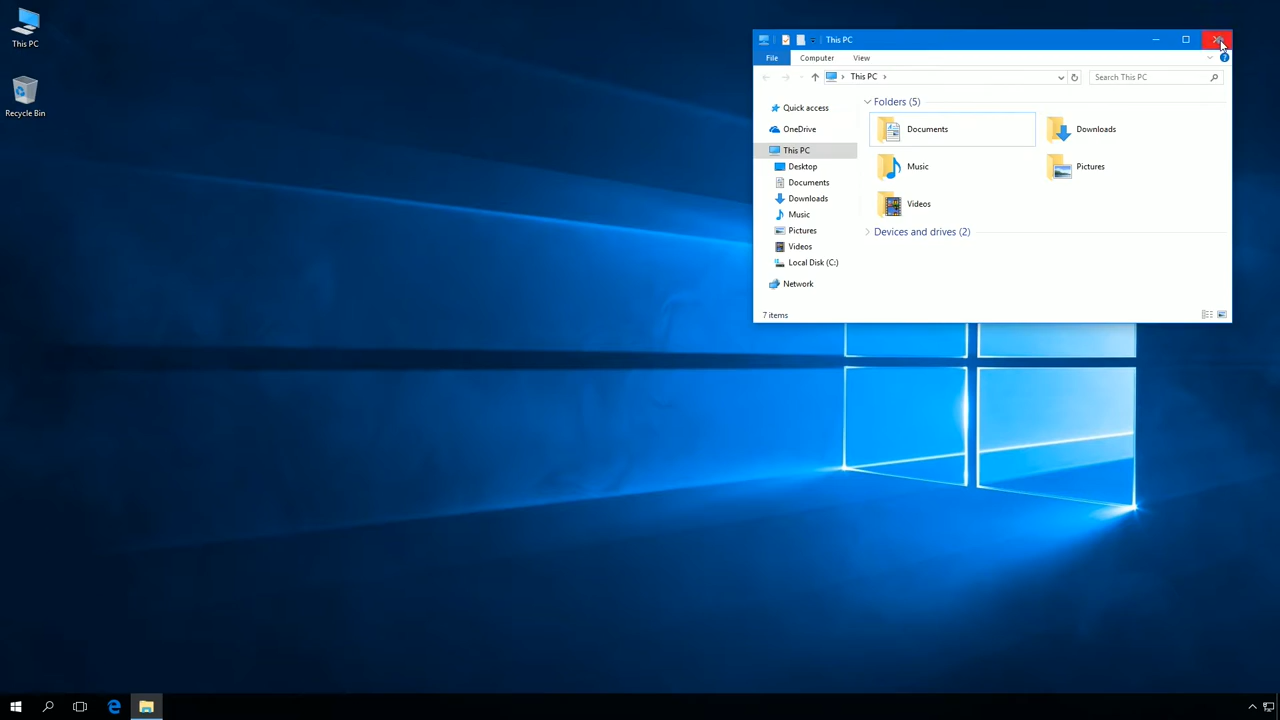 This PC
Recycle Bin
This PC
File Computer View
This PC
Search This PC
Quick access
OneDrive
This PC
Desktop
Documents
Downloads
Music
Pictures
Videos
Local Disk (C:)
Network
Folders (5)
Documents
Downloads
Music
Pictures
Videos
Devices and drives (2)
7 items